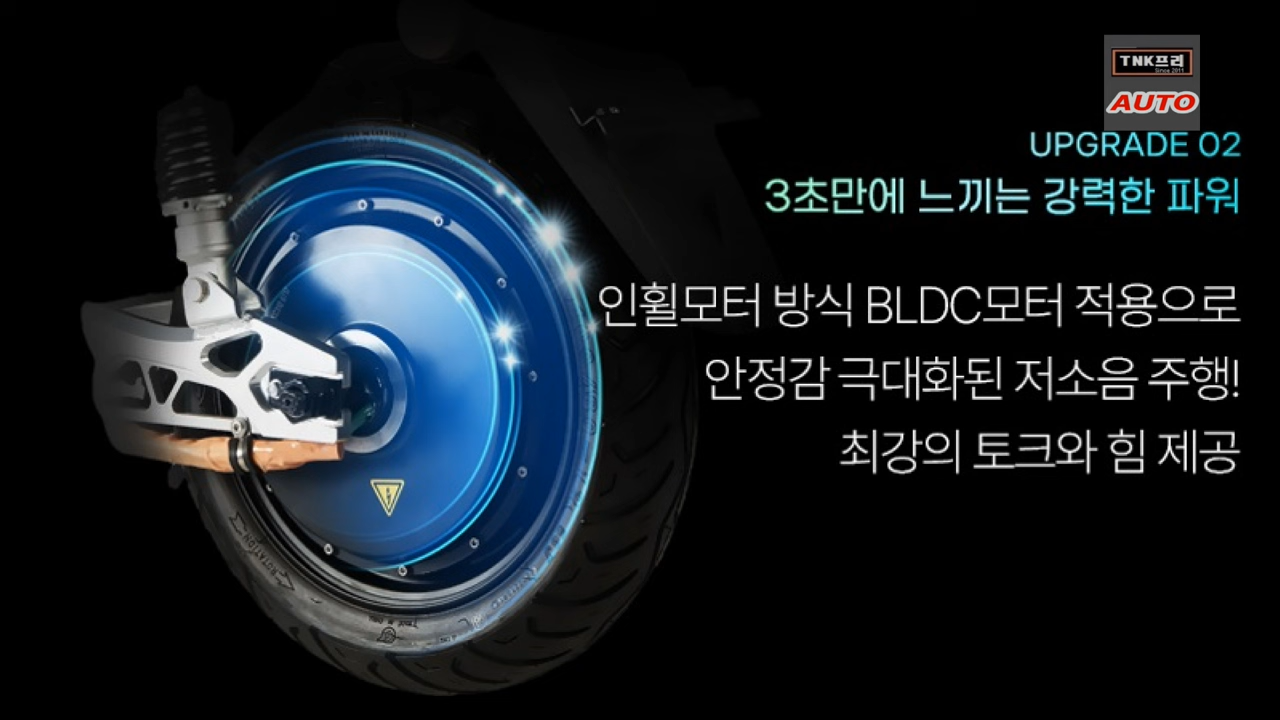 TNK프리
Since 2011
AUTO
UPGRADE 02
3초만에 느끼는 강력한 파워
인휠모터 방식 BLDC모터 적용으로
안정감 극대화된 저소음 주행!
최강의 토크와 힘 제공
ROTATION